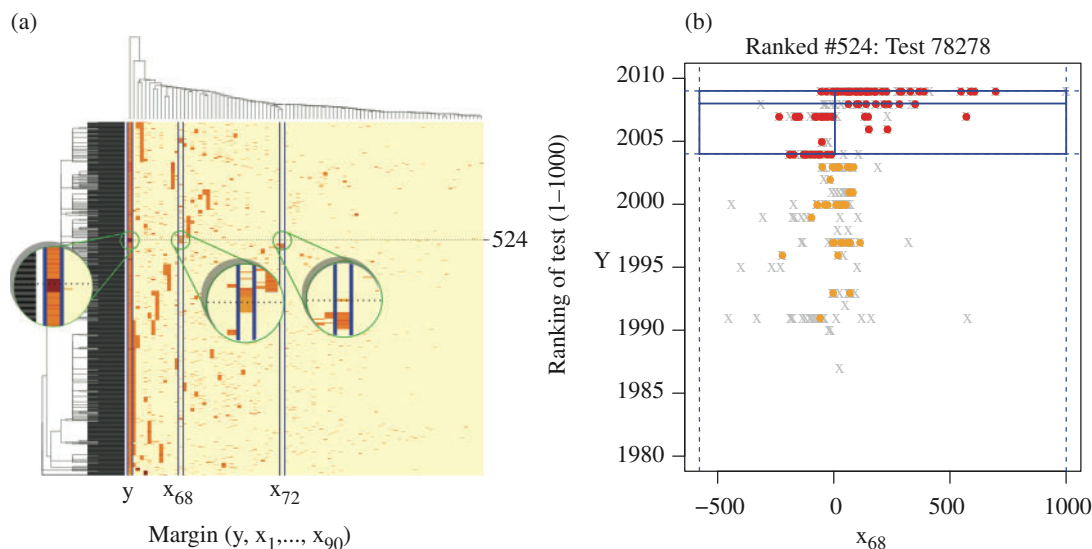 (a)
524
y
x68
x72
Margin (y, x1,..., x90)
Ranking of test (1–1000)
(b)
Ranked #524: Test 78278
Y
2010
2005
2000
1995
1990
1985
1980
−500
0
500
1000
x68